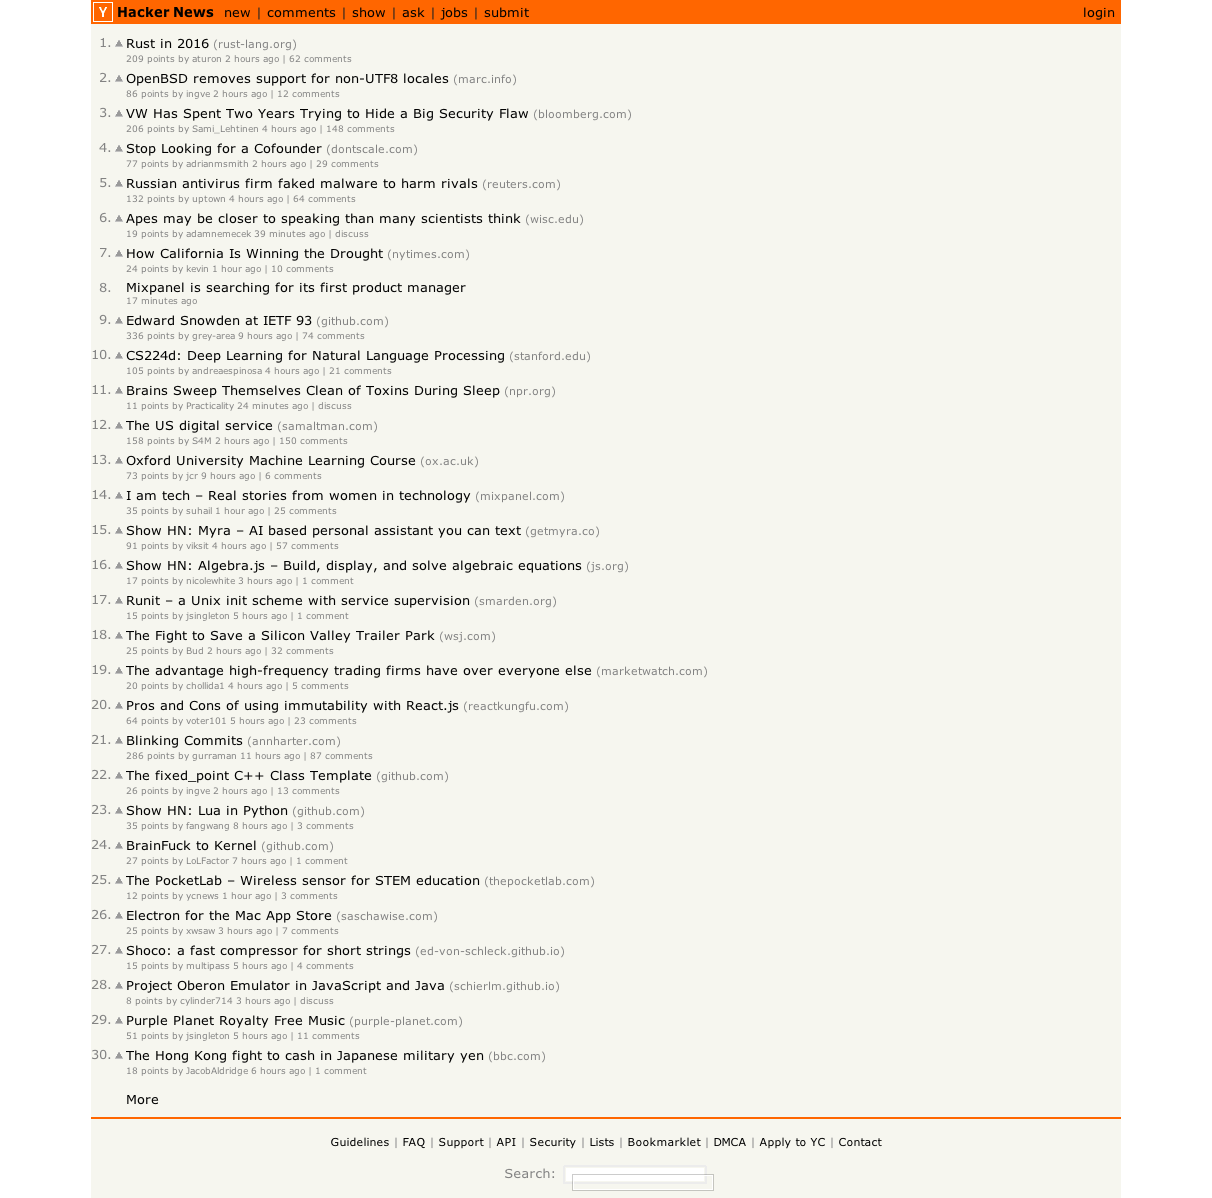 Y Hacker News new | comments | show | ask | jobs | submit login
1. Rust in 2016 (rust-lang.org)
209 points by aturon 2 hours ago | 62 comments
2. OpenBSD removes support for non-UTF8 locales (marc.info)
86 points by ingve 2 hours ago | 12 comments
3. VW Has Spent Two Years Trying to Hide a Big Security Flaw (bloomberg.com)
206 points by Sami_Lehtinen 4 hours ago | 148 comments
4. Stop Looking for a Cofounder (dontscale.com)
77 points by adrianmsmith 2 hours ago | 29 comments
5. Russian antivirus firm faked malware to harm rivals (reuters.com)
132 points by uptown 4 hours ago | 64 comments
6. Apes may be closer to speaking than many scientists think (wisc.edu)
19 points by adamnemecek 39 minutes ago | discuss
7. How California Is Winning the Drought (nytimes.com)
24 points by kevin 1 hour ago | 10 comments
8. Mixpanel is searching for its first product manager
17 minutes ago
9. Edward Snowden at IETF 93 (github.com)
336 points by grey-area 9 hours ago | 74 comments
10. CS224d: Deep Learning for Natural Language Processing (stanford.edu)
105 points by andreaespinosa 4 hours ago | 21 comments
11. Brains Sweep Themselves Clean of Toxins During Sleep (npr.org)
11 points by Practicality 24 minutes ago | discuss
12. The US digital service (samaltman.com)
158 points by S4M 2 hours ago | 150 comments
13. Oxford University Machine Learning Course (ox.ac.uk)
73 points by jcr 9 hours ago | 6 comments
14. I am tech – Real stories from women in technology (mixpanel.com)
35 points by suhail 1 hour ago | 25 comments
15. Show HN: Myra – AI based personal assistant you can text (getmyra.co)
91 points by viksit 4 hours ago | 57 comments
16. Show HN: Algebra.js – Build, display, and solve algebraic equations (js.org)
17 points by nicolewhite 3 hours ago | 1 comment
17. Runit – a Unix init scheme with service supervision (smarden.org)
15 points by jsingleton 5 hours ago | 1 comment
18. The Fight to Save a Silicon Valley Trailer Park (wsj.com)
25 points by Bud 2 hours ago | 32 comments
19. The advantage high-frequency trading firms have over everyone else (marketwatch.com)
20 points by chollida1 4 hours ago | 5 comments
20. Pros and Cons of using immutability with React.js (reactkungfu.com)
64 points by voter101 5 hours ago | 23 comments
21. Blinking Commits (annharter.com)
286 points by gurraman 11 hours ago | 87 comments
22. The fixed_point C++ Class Template (github.com)
26 points by ingve 2 hours ago | 13 comments
23. Show HN: Lua in Python (github.com)
35 points by fangwang 8 hours ago | 3 comments
24. BrainFuck to Kernel (github.com)
27 points by LoLFactor 7 hours ago | 1 comment
25. The PocketLab – Wireless sensor for STEM education (thepocketlab.com)
12 points by ycnews 1 hour ago | 3 comments
26. Electron for the Mac App Store (saschawise.com)
25 points by xwsaw 3 hours ago | 7 comments
27. Shoco: a fast compressor for short strings (ed-von-schleck.github.io)
15 points by multipass 5 hours ago | 4 comments
28. Project Oberon Emulator in JavaScript and Java (schierlm.github.io)
8 points by cylinder714 3 hours ago | discuss
29. Purple Planet Royalty Free Music (purple-planet.com)
51 points by jsingleton 5 hours ago | 11 comments
30. The Hong Kong fight to cash in Japanese military yen (bbc.com)
18 points by JacobAldridge 6 hours ago | 1 comment
More
Guidelines | FAQ | Support | API | Security | Lists | Bookmarklet | DMCA | Apply to YC | Contact
Search: